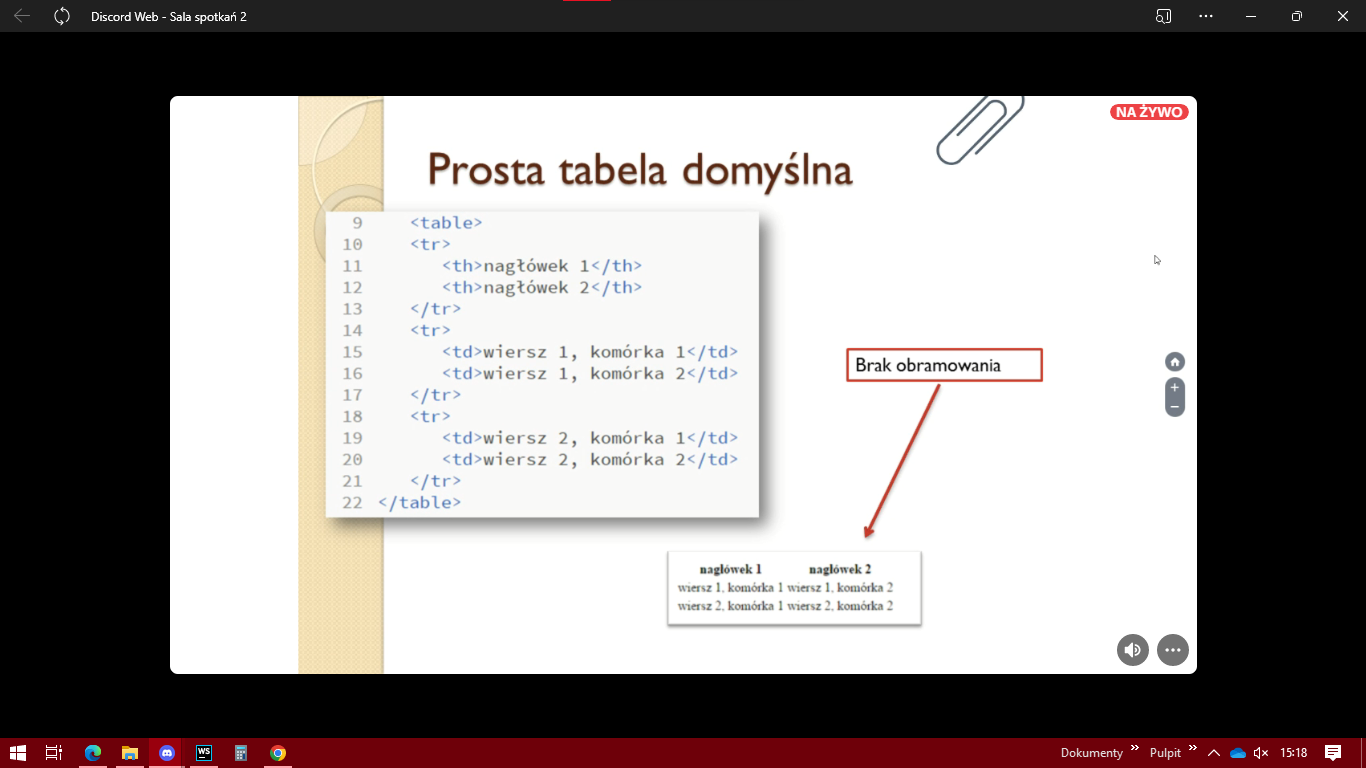 Discord Web - Sala spotkań 2
NA ŻYWO
Prosta tabela domyślna
9 <table>
10 <tr>
11 <th>nagłówek 1</th>
12 <th>nagłówek 2</th>
13 </tr>
14 <tr>
15 <td>wiersz 1, komórka 1</td>
16 <td>wiersz 1, komórka 2</td>
17 </tr>
18 <tr>
19 <td>wiersz 2, komórka 1</td>
20 <td>wiersz 2, komórka 2</td>
21 </tr>
22 </table>
Brak obramowania
nagłówek 1 nagłówek 2
wiersz 1, komórka 1 wiersz 1, komórka 2
wiersz 2, komórka 1 wiersz 2, komórka 2
WS
Dokumenty » Pulpit » 15:18